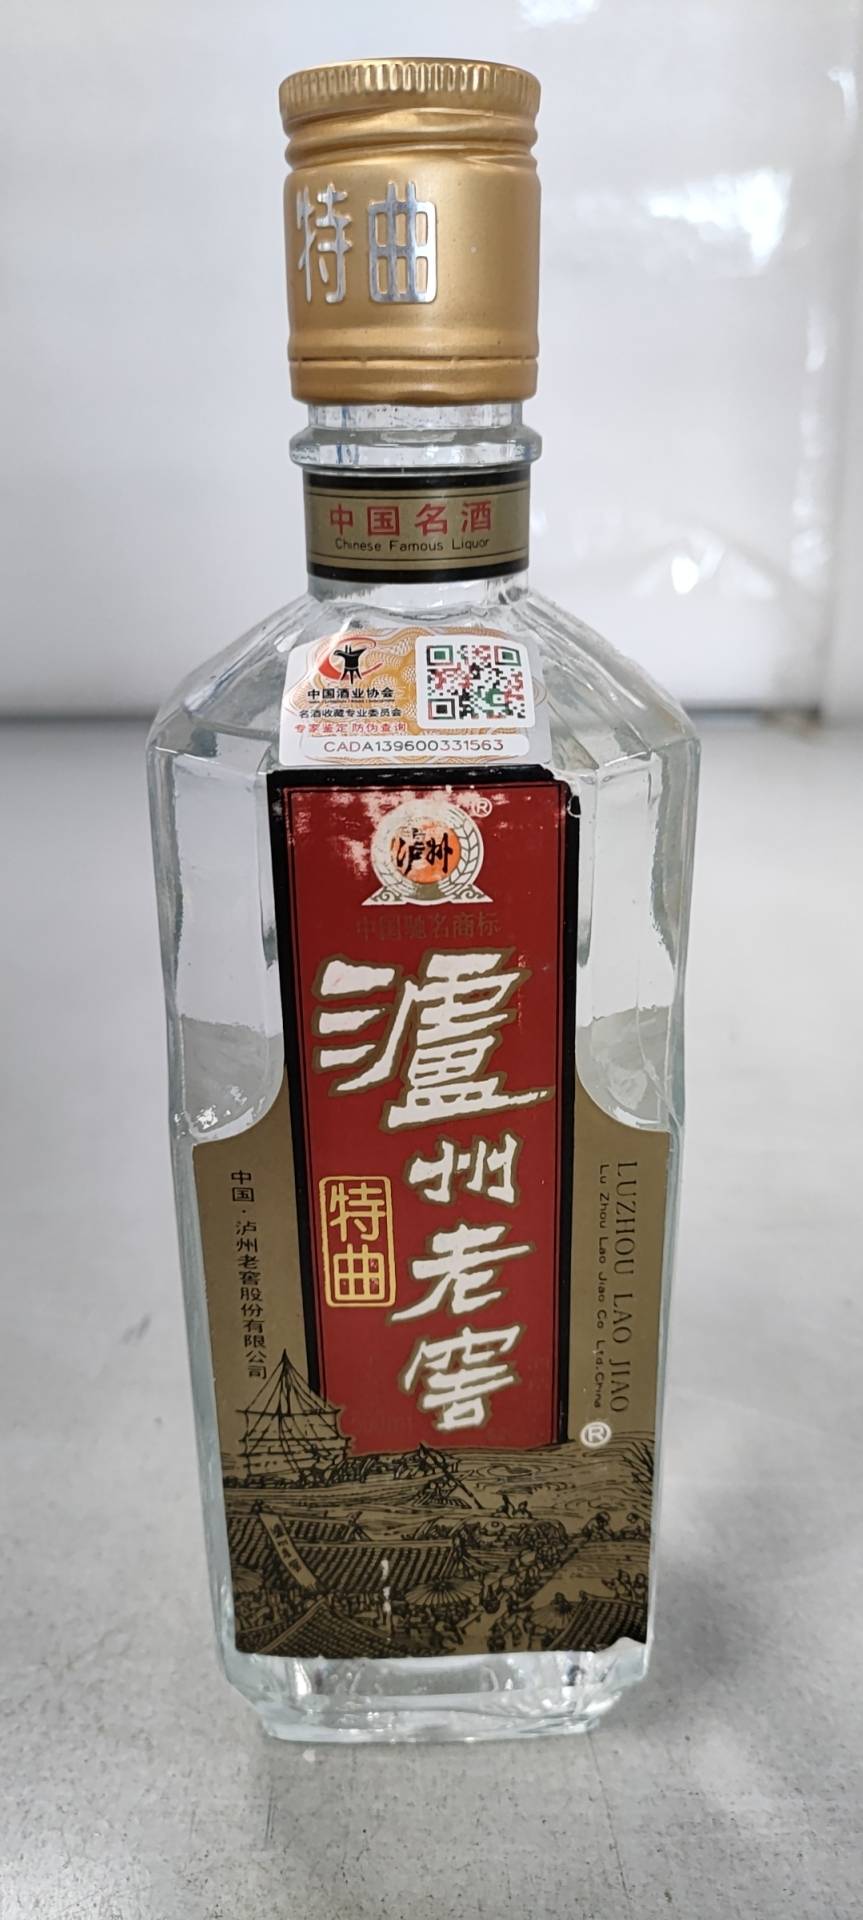 特曲
中国名酒
Chinese Famous Liquor
中国酒业协会
名酒收藏专业委员会
专家鉴定 防伪查询
CADA139600331563
®
泸州
中国驰名商标
瀘州老窖
特曲
中国·泸州老窖股份有限公司
LUZHOU LAO JIAO
Lu Zhou Lao Jiao Co Ltd.China
®